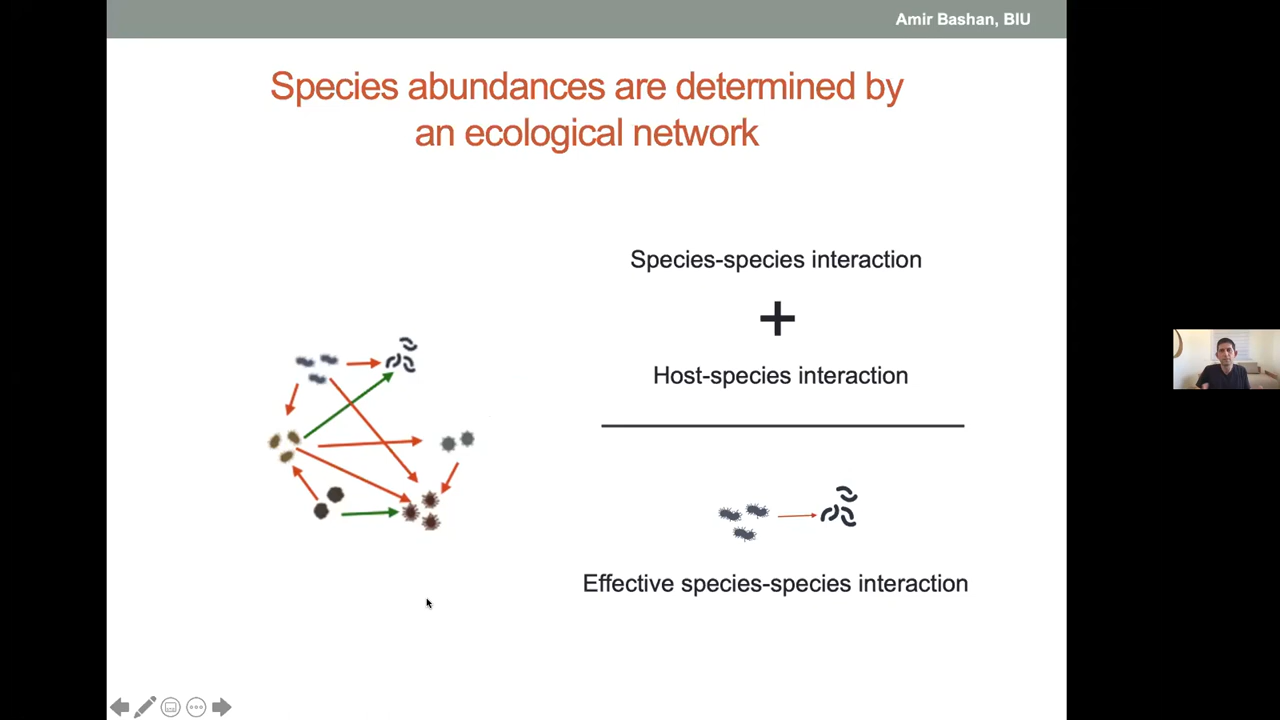 Amir Bashan, BIU
Species abundances are determined by
an ecological network
Species-species interaction
+
Host-species interaction
Effective species-species interaction